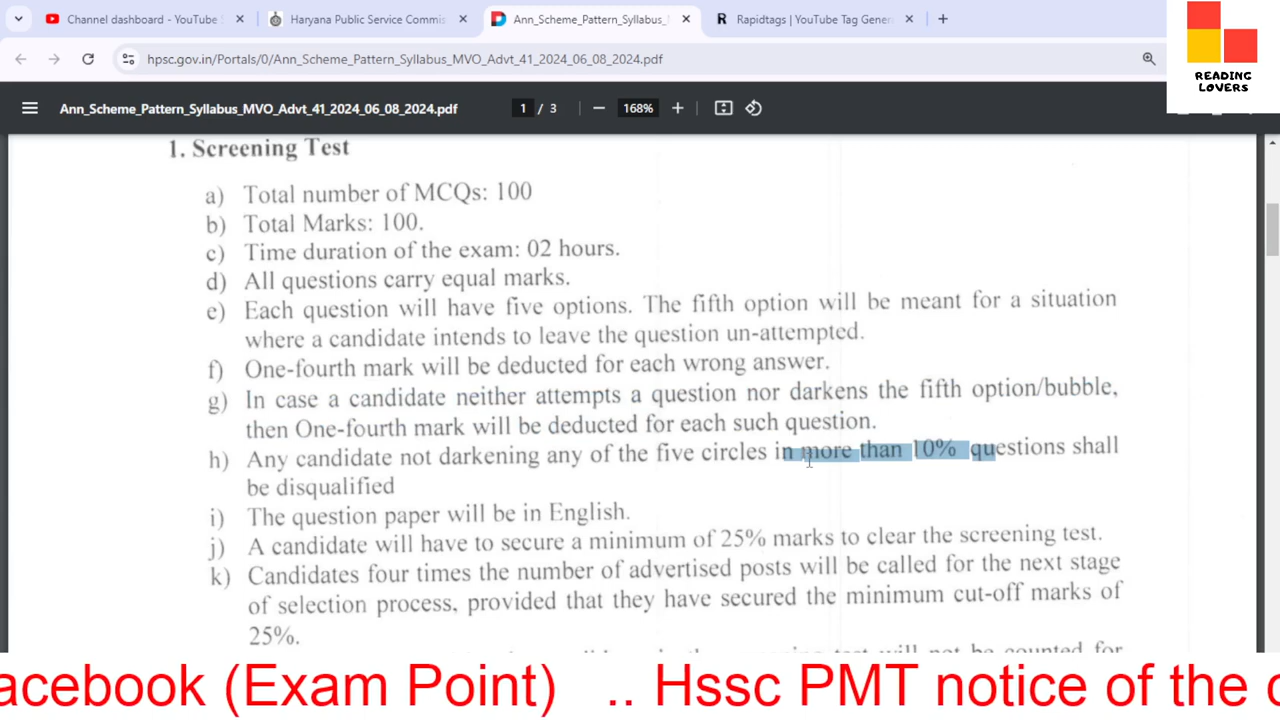 Channel dashboard - YouTube
Haryana Public Service Commis
Ann_Scheme_Pattern_Syllabus_
Rapidtags | YouTube Tag Gener
hpsc.gov.in/Portals/0/Ann_Scheme_Pattern_Syllabus_MVO_Advt_41_2024_06_08_2024.pdf
READING
LOVERS
Ann_Scheme_Pattern_Syllabus_MVO_Advt_41_2024_06_08_2024.pdf
1 / 3
168%
1. Screening Test
a) Total number of MCQs: 100
b) Total Marks: 100.
c) Time duration of the exam: 02 hours.
d) All questions carry equal marks.
e) Each question will have five options. The fifth option will be meant for a situation
where a candidate intends to leave the question un-attempted.
f) One-fourth mark will be deducted for each wrong answer.
g) In case a candidate neither attempts a question nor darkens the fifth option/bubble,
then One-fourth mark will be deducted for each such question.
h) Any candidate not darkening any of the five circles in more than 10% questions shall
be disqualified
i) The question paper will be in English.
j) A candidate will have to secure a minimum of 25% marks to clear the screening test.
k) Candidates four times the number of advertised posts will be called for the next stage
of selection process, provided that they have secured the minimum cut-off marks of
25%.
will not be counted for
acebook (Exam Point) .. Hssc PMT notice of the c